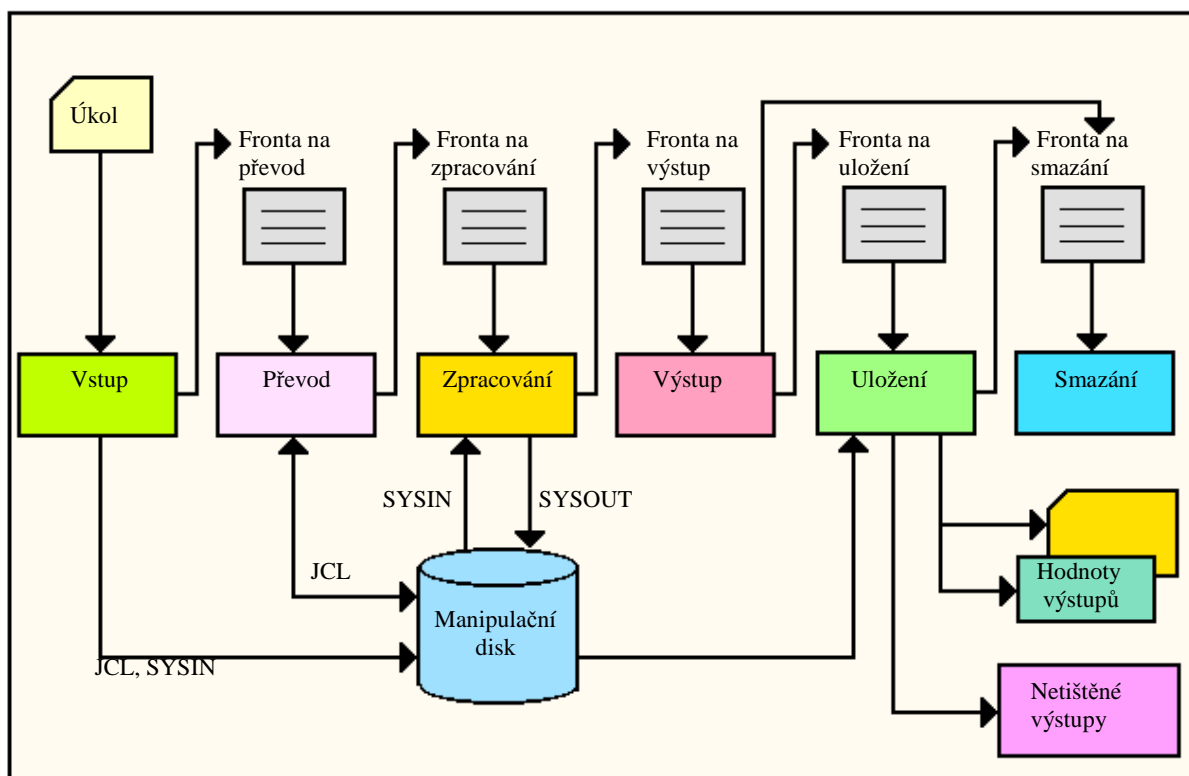 Úkol
Fronta na
převod
Fronta na
zpracování
Fronta na
výstup
Fronta na
uložení
Fronta na
smazání
Vstup
Převod
Zpracování
Výstup
Uložení
Smazání
SYSIN
SYSOUT
JCL
Manipulační
disk
JCL, SYSIN
Hodnoty
výstupů
Netištěné
výstupy